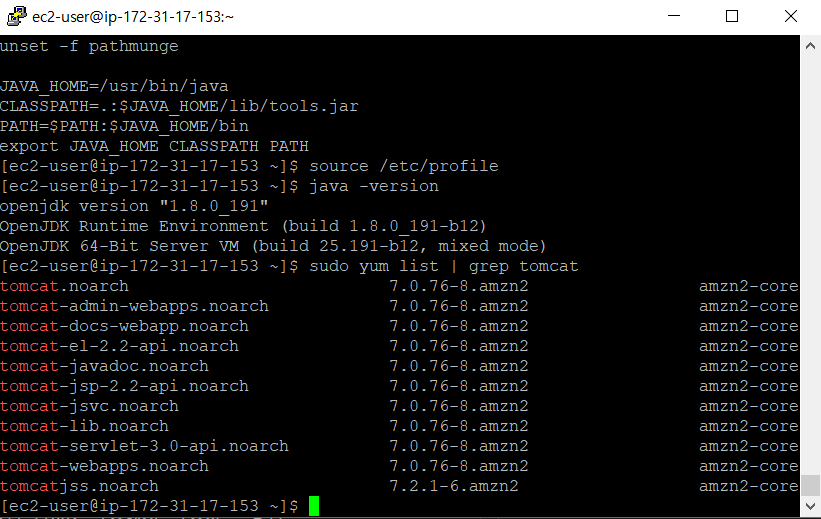 ec2-user@ip-172-31-17-153:~
unset -f pathmunge
JAVA_HOME=/usr/bin/java
CLASSPATH=.:$JAVA_HOME/lib/tools.jar
PATH=$PATH:$JAVA_HOME/bin
export JAVA_HOME CLASSPATH PATH
[ec2-user@ip-172-31-17-153 ~]$ source /etc/profile
[ec2-user@ip-172-31-17-153 ~]$ java -version
openjdk version "1.8.0_191"
OpenJDK Runtime Environment (build 1.8.0_191-b12)
OpenJDK 64-Bit Server VM (build 25.191-b12, mixed mode)
[ec2-user@ip-172-31-17-153 ~]$ sudo yum list | grep tomcat
tomcat.noarch 7.0.76-8.amzn2 amzn2-core
tomcat-admin-webapps.noarch 7.0.76-8.amzn2 amzn2-core
tomcat-docs-webapp.noarch 7.0.76-8.amzn2 amzn2-core
tomcat-el-2.2-api.noarch 7.0.76-8.amzn2 amzn2-core
tomcat-javadoc.noarch 7.0.76-8.amzn2 amzn2-core
tomcat-jsp-2.2-api.noarch 7.0.76-8.amzn2 amzn2-core
tomcat-jsvc.noarch 7.0.76-8.amzn2 amzn2-core
tomcat-lib.noarch 7.0.76-8.amzn2 amzn2-core
tomcat-servlet-3.0-api.noarch 7.0.76-8.amzn2 amzn2-core
tomcat-webapps.noarch 7.0.76-8.amzn2 amzn2-core
tomcatjss.noarch 7.2.1-6.amzn2 amzn2-core
[ec2-user@ip-172-31-17-153 ~]$